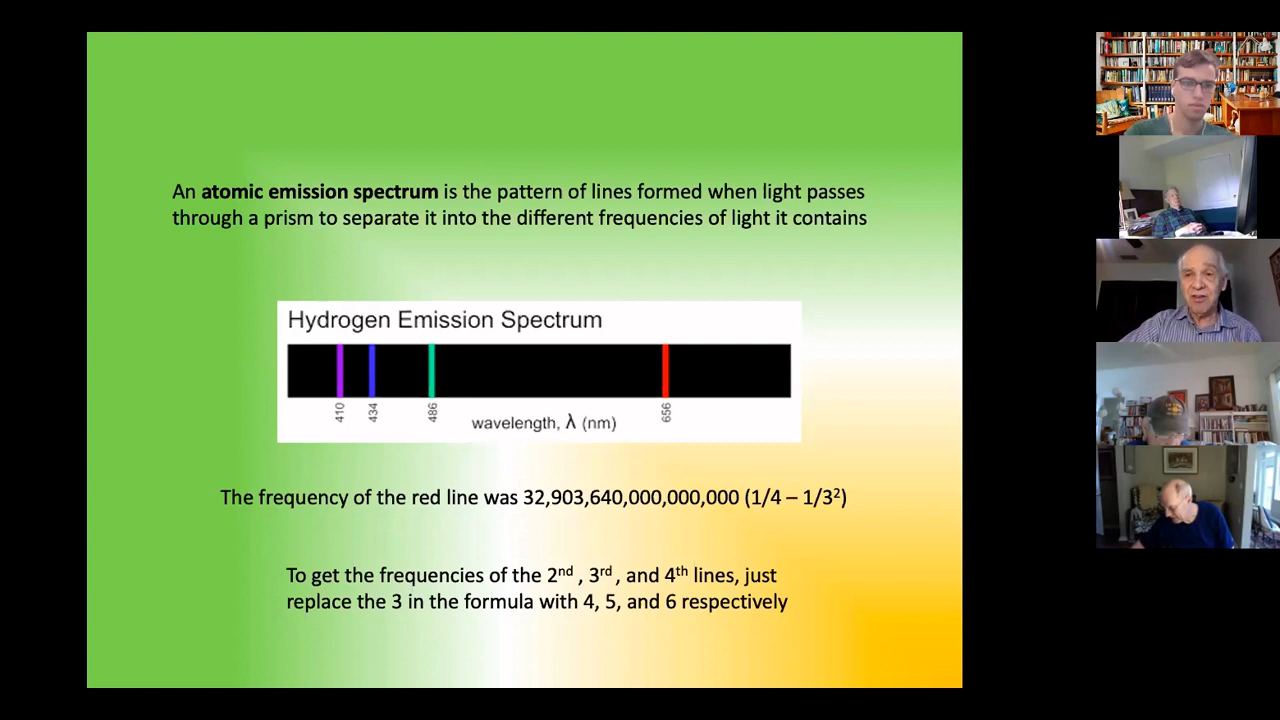 An atomic emission spectrum is the pattern of lines formed when light passes
through a prism to separate it into the different frequencies of light it contains
Hydrogen Emission Spectrum
410
434
486
656
wavelength, λ (nm)
The frequency of the red line was 32,903,640,000,000,000 (1/4 – 1/3²)
To get the frequencies of the 2ⁿᵈ , 3ʳᵈ , and 4ᵗʰ lines, just
replace the 3 in the formula with 4, 5, and 6 respectively